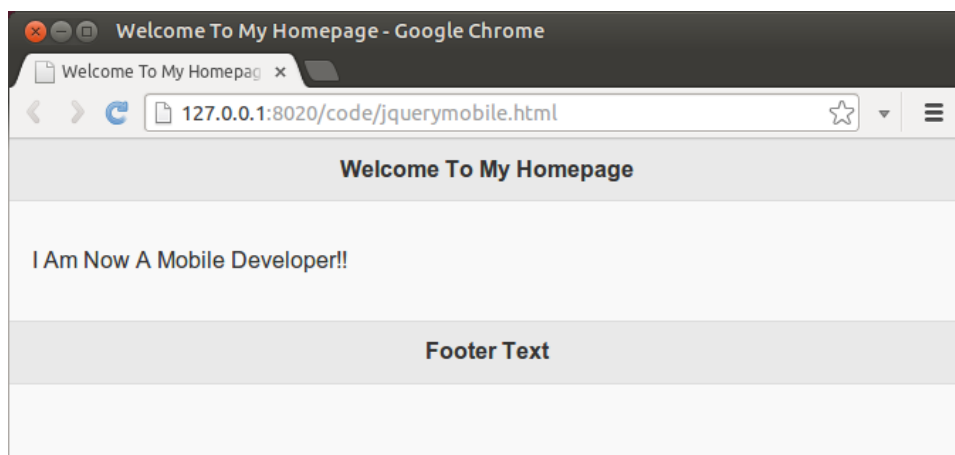 Welcome To My Homepage - Google Chrome
Welcome To My Homepag
127.0.0.1:8020/code/jquerymobile.html
Welcome To My Homepage
I Am Now A Mobile Developer!!
Footer Text